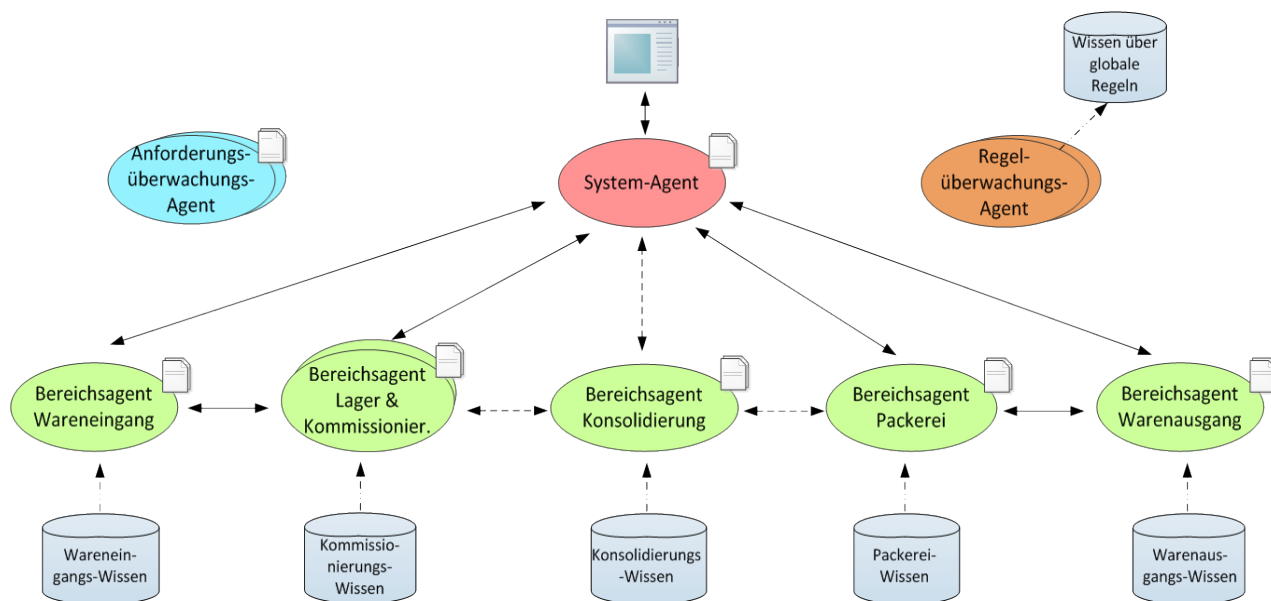 Wissen über
globale
Regeln
Anforderungs-
überwachungs-
Agent
System-Agent
Regel-
überwachungs-
Agent
Bereichsagent
Wareneingang
Bereichsagent
Lager &
Kommissionier.
Bereichsagent
Konsolidierung
Bereichsagent
Packerei
Bereichsagent
Warenausgang
Warenein-
gangs-Wissen
Kommissio-
nierungs-
Wissen
Konsolidierungs
-Wissen
Packerei-
Wissen
Warenaus-
gangs-Wissen